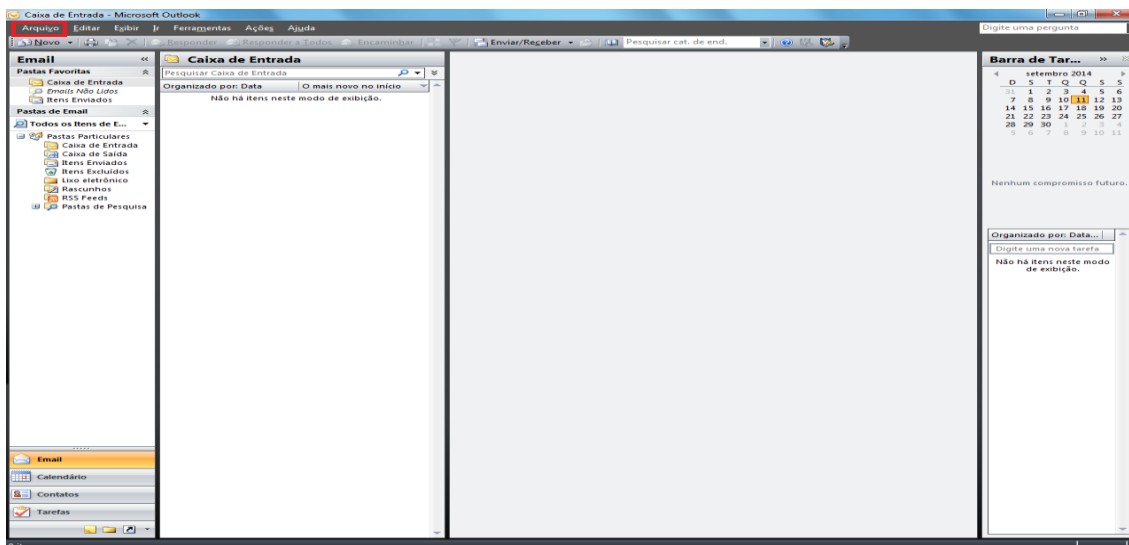 Caixa de Entrada - Microsoft Outlook
Arquivo Editar Exibir Ir Ferramentas Ações Ajuda
Digite uma pergunta
Novo Responder Responder a Todos Encaminhar Enviar/Receber Pesquisar cat. de end.
Email
Pastas Favoritas
Caixa de Entrada
Emails Não Lidos
Itens Enviados
Pastas de Email
Todos os Itens de E...
Pastas Particulares
Caixa de Entrada
Caixa de Saída
Itens Enviados
Itens Excluídos
Lixo eletrônico
Rascunhos
RSS Feeds
Pastas de Pesquisa
Email
Calendário
Contatos
Tarefas
Caixa de Entrada
Pesquisar Caixa de Entrada
Organizado por: Data O mais novo no início
Não há itens neste modo de exibição.
Barra de Tar...
setembro 2014
D S T Q Q S S
31 1 2 3 4 5 6
7 8 9 10 11 12 13
14 15 16 17 18 19 20
21 22 23 24 25 26 27
28 29 30 1 2 3 4
5 6 7 8 9 10 11
Nenhum compromisso futuro.
Organizado por: Data...
Digite uma nova tarefa
Não há itens neste modo
de exibição.